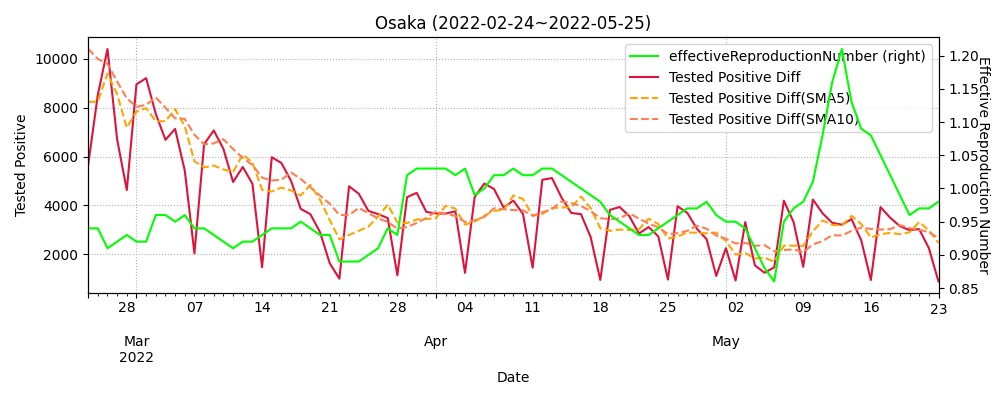 Osaka (2022-02-24~2022-05-25)
effectiveReproductionNumber (right)
Tested Positive Diff
Tested Positive Diff(SMA5)
Tested Positive Diff(SMA10)
Tested Positive
10000
8000
6000
4000
2000
1.20
1.15
1.10
1.05
1.00
0.95
0.90
0.85
Effective Reproduction Number
28 07 14 21 28 04 11 18 25 02 09 16 23
Mar Apr May
2022
Date